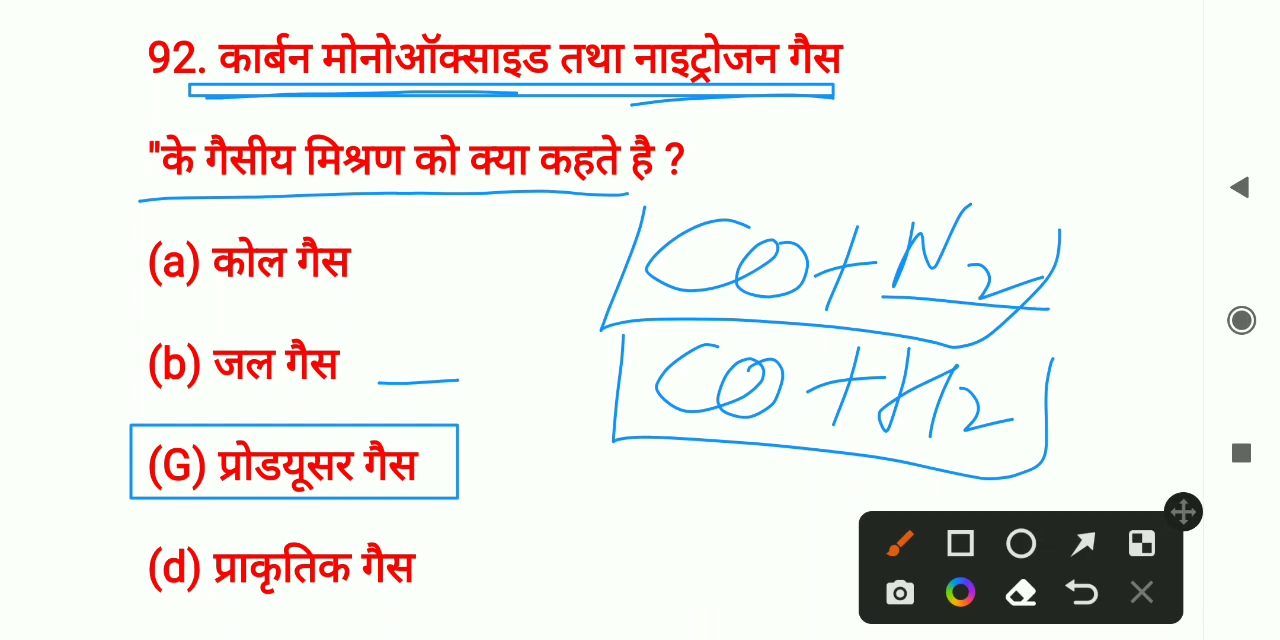 92. कार्बन मोनोऑक्साइड तथा नाइट्रोजन गैस
"के गैसीय मिश्रण को क्या कहते है ?
(a) कोल गैस
CO+N2
(b) जल गैस
CO+H2
(G) प्रोडयूसर गैस
(d) प्राकृतिक गैस